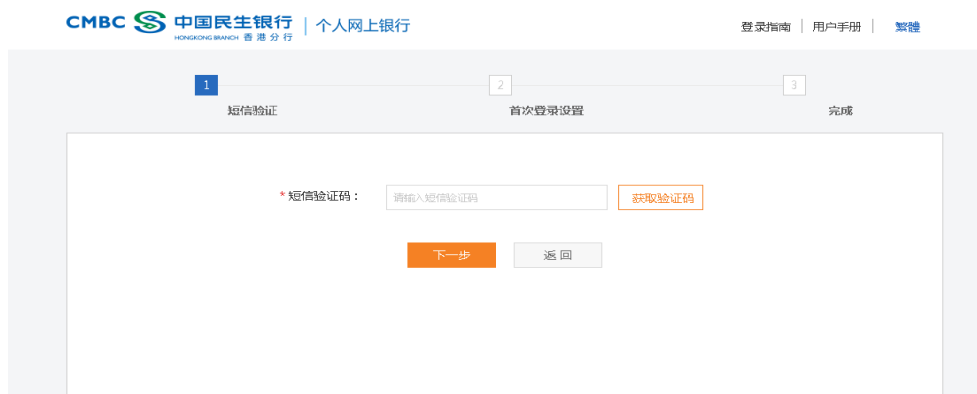 CMBC 中国民生银行 个人网上银行
HONGKONG BRANCH 香港分行
登录指南 用户手册 繁體
1 2 3
短信验证 首次登录设置 完成
*短信验证码： 请输入短信验证码 获取验证码
下一步 返回